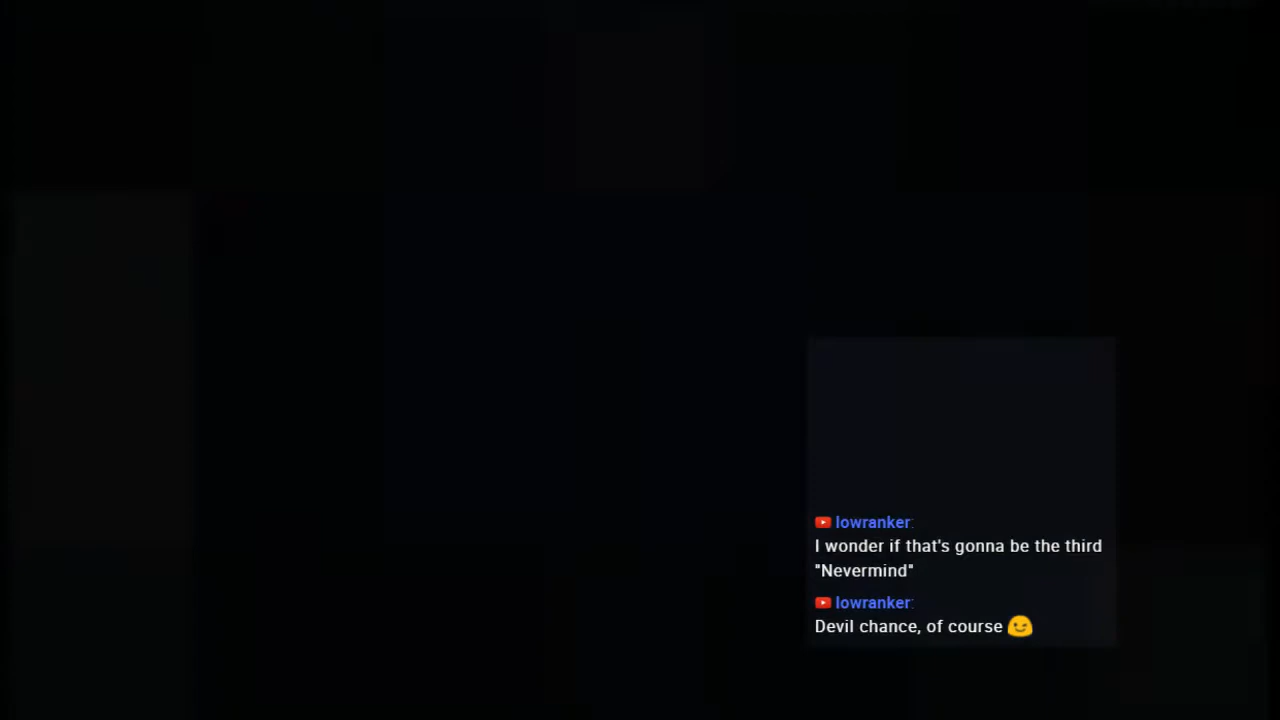 lowranker:
I wonder if that's gonna be the third
"Nevermind"
lowranker:
Devil chance, of course 😉